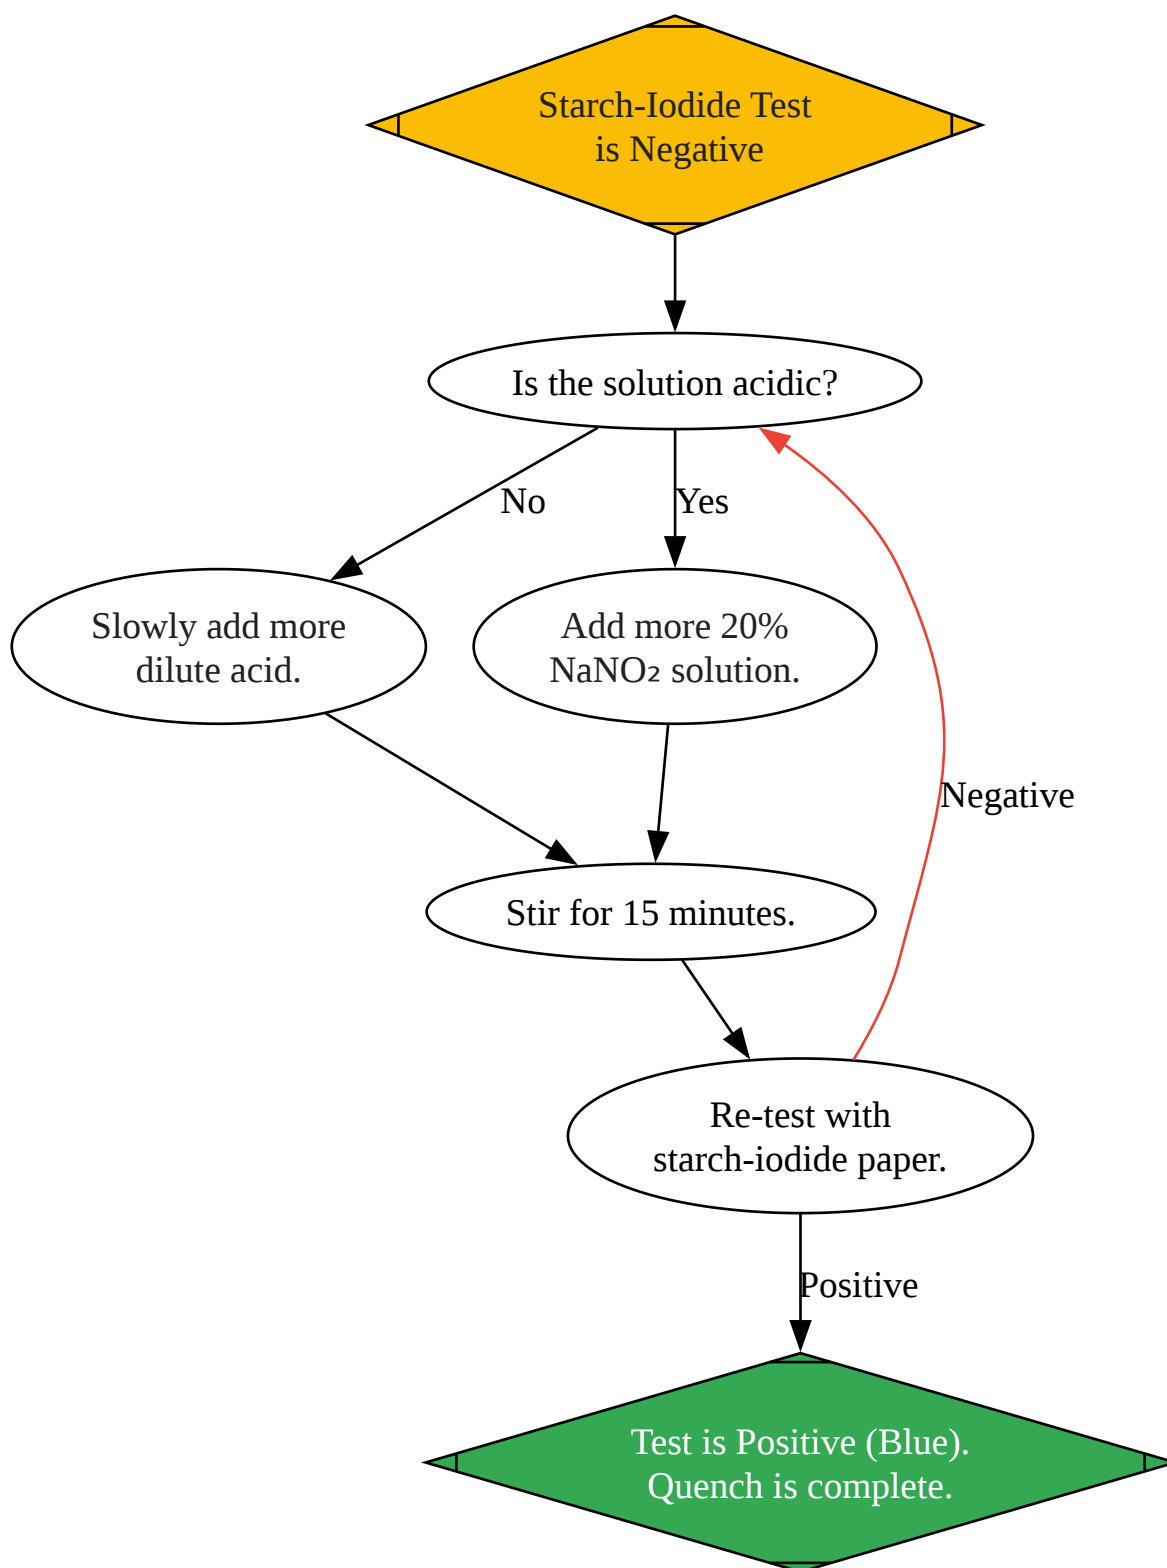 Starch-Iodide Test
is Negative
Is the solution acidic?
No
Yes
Slowly add more
dilute acid.
Add more 20%
NaNO₂ solution.
Negative
Stir for 15 minutes.
Re-test with
starch-iodide paper.
Positive
Test is Positive (Blue).
Quench is complete.